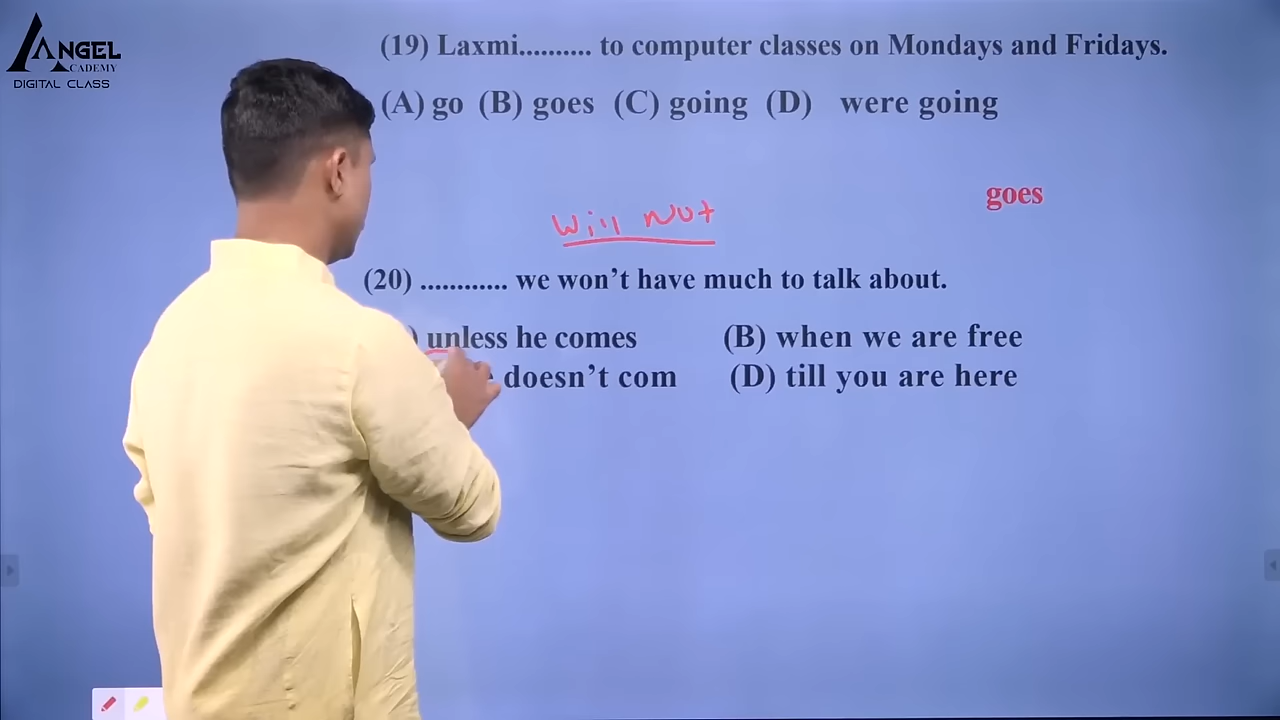 ANGEL
ACADEMY
DIGITAL CLASS
(19) Laxmi.......... to computer classes on Mondays and Fridays.
(A) go (B) goes (C) going (D) were going
goes
Will Not
(20) ............ we won't have much to talk about.
) unless he comes (B) when we are free
doesn't com (D) till you are here